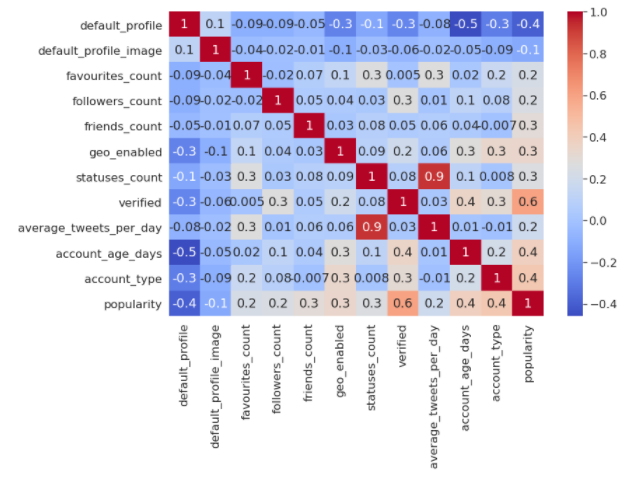 default_profile 1 0.1 -0.09 -0.09 -0.05 -0.3 -0.1 -0.3 -0.08 -0.5 -0.3 -0.4
default_profile_image 0.1 1 -0.04 -0.02 -0.01 -0.1 -0.03 -0.06 -0.02 -0.05 -0.09 -0.1
favourites_count -0.09 -0.04 1 -0.02 0.07 0.1 0.3 0.005 0.3 0.02 0.2 0.2
followers_count -0.09 -0.02 -0.02 1 0.05 0.04 0.03 0.3 0.01 0.1 0.08 0.2
friends_count -0.05 -0.01 0.07 0.05 1 0.03 0.08 0.05 0.06 0.04 -0.007 0.3
geo_enabled -0.3 -0.1 0.1 0.04 0.03 1 0.09 0.2 0.06 0.3 0.3 0.3
statuses_count -0.1 -0.03 0.3 0.03 0.08 0.09 1 0.08 0.9 0.1 0.008 0.3
verified -0.3 -0.06 0.005 0.3 0.05 0.2 0.08 1 0.03 0.4 0.3 0.6
average_tweets_per_day -0.08 -0.02 0.3 0.01 0.06 0.06 0.9 0.03 1 0.01 -0.01 0.2
account_age_days -0.5 -0.05 0.02 0.1 0.04 0.3 0.1 0.4 0.01 1 0.2 0.4
account_type -0.3 -0.09 0.2 0.08 -0.007 0.3 0.008 0.3 -0.01 0.2 1 0.4
popularity -0.4 -0.1 0.2 0.2 0.3 0.3 0.3 0.6 0.2 0.4 0.4 1
default_profile
default_profile_image
favourites_count
followers_count
friends_count
geo_enabled
statuses_count
verified
average_tweets_per_day
account_age_days
account_type
popularity
1.0
0.8
0.6
0.4
0.2
0.0
−0.2
−0.4